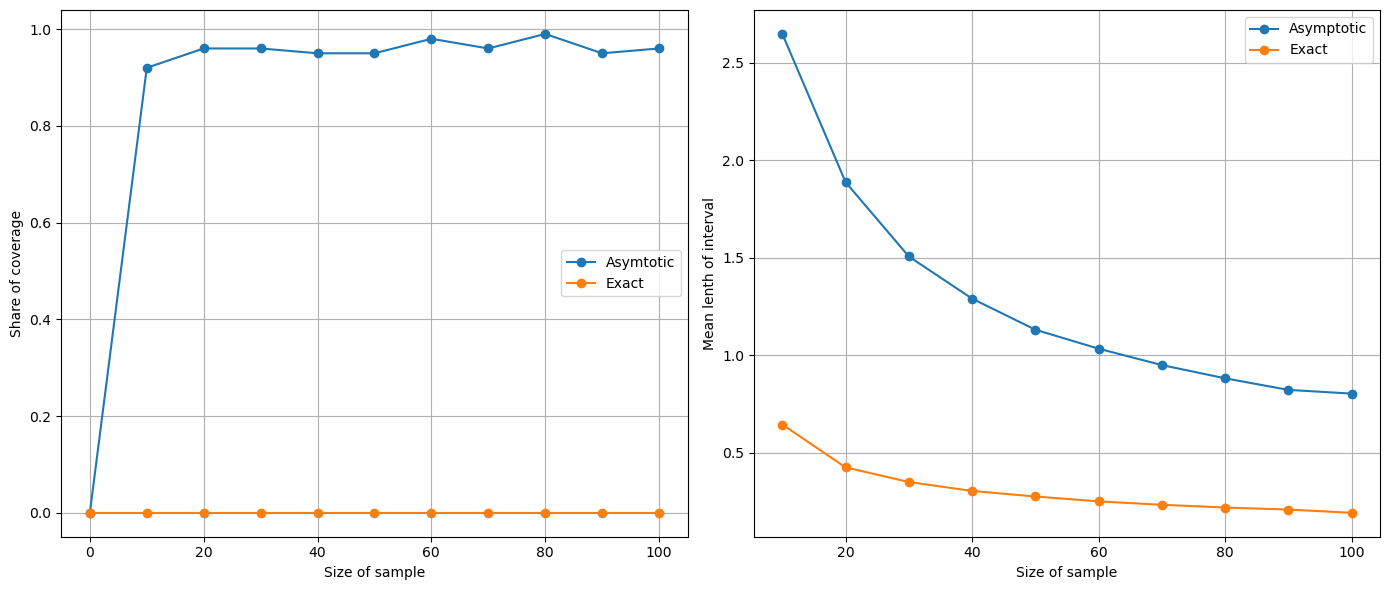 Share of coverage
1.0
0.8
0.6
0.4
0.2
0.0
0 20 40 60 80 100
Size of sample
Asymtotic
Exact
Mean lenth of interval
2.5
2.0
1.5
1.0
0.5
20 40 60 80 100
Size of sample
Asymptotic
Exact